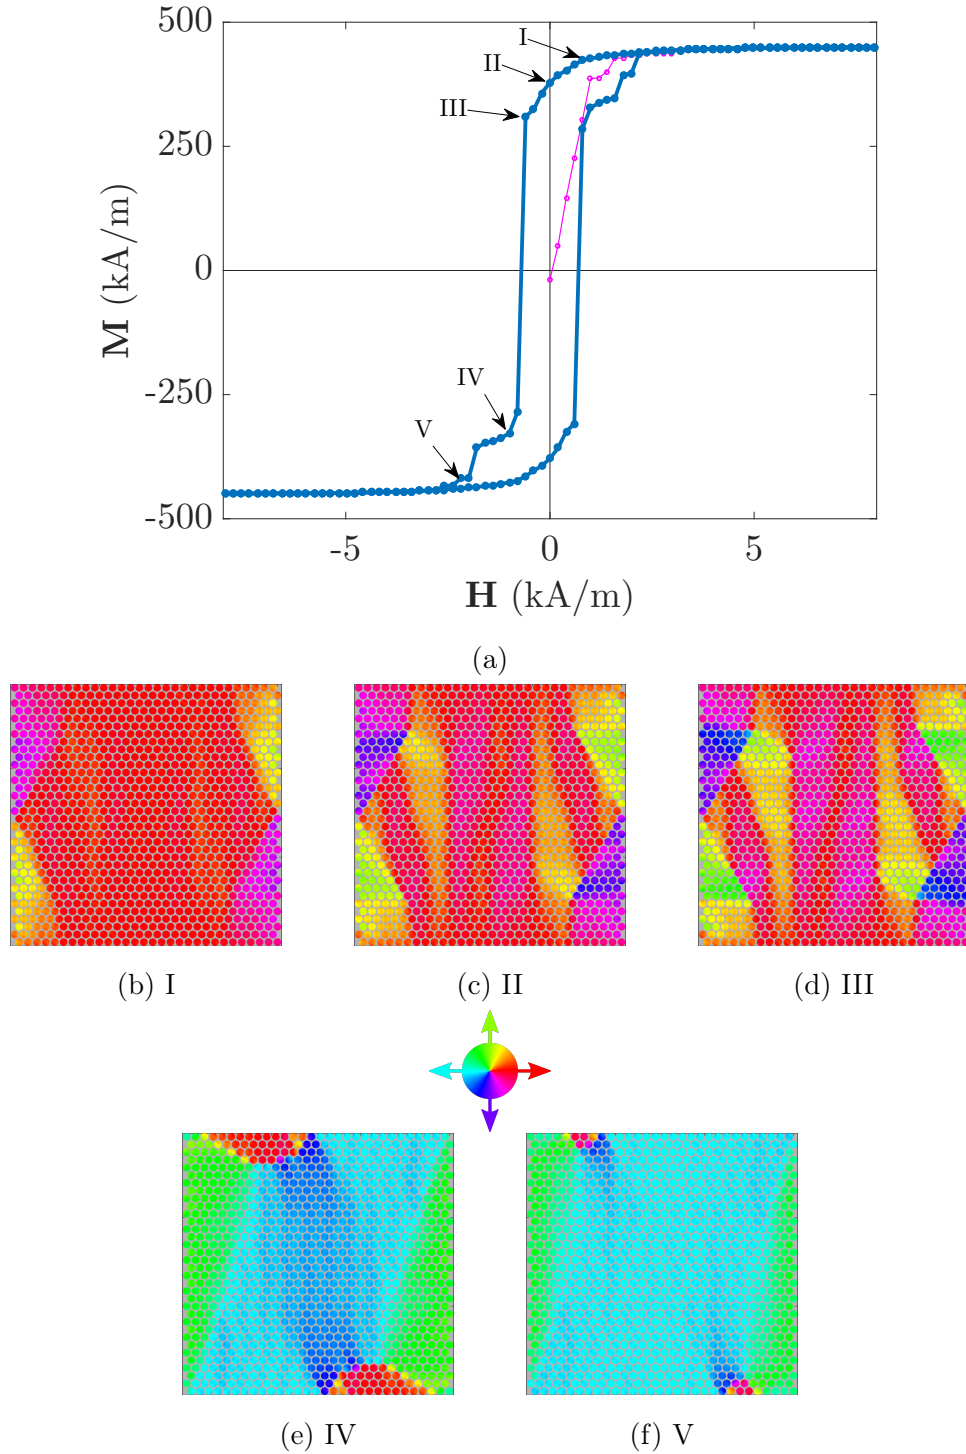 500
250
0
-250
-500
M (kA/m)
I
II
III
IV
V
-5
0
5
H (kA/m)
(a)
(b) I
(c) II
(d) III
(e) IV
(f) V